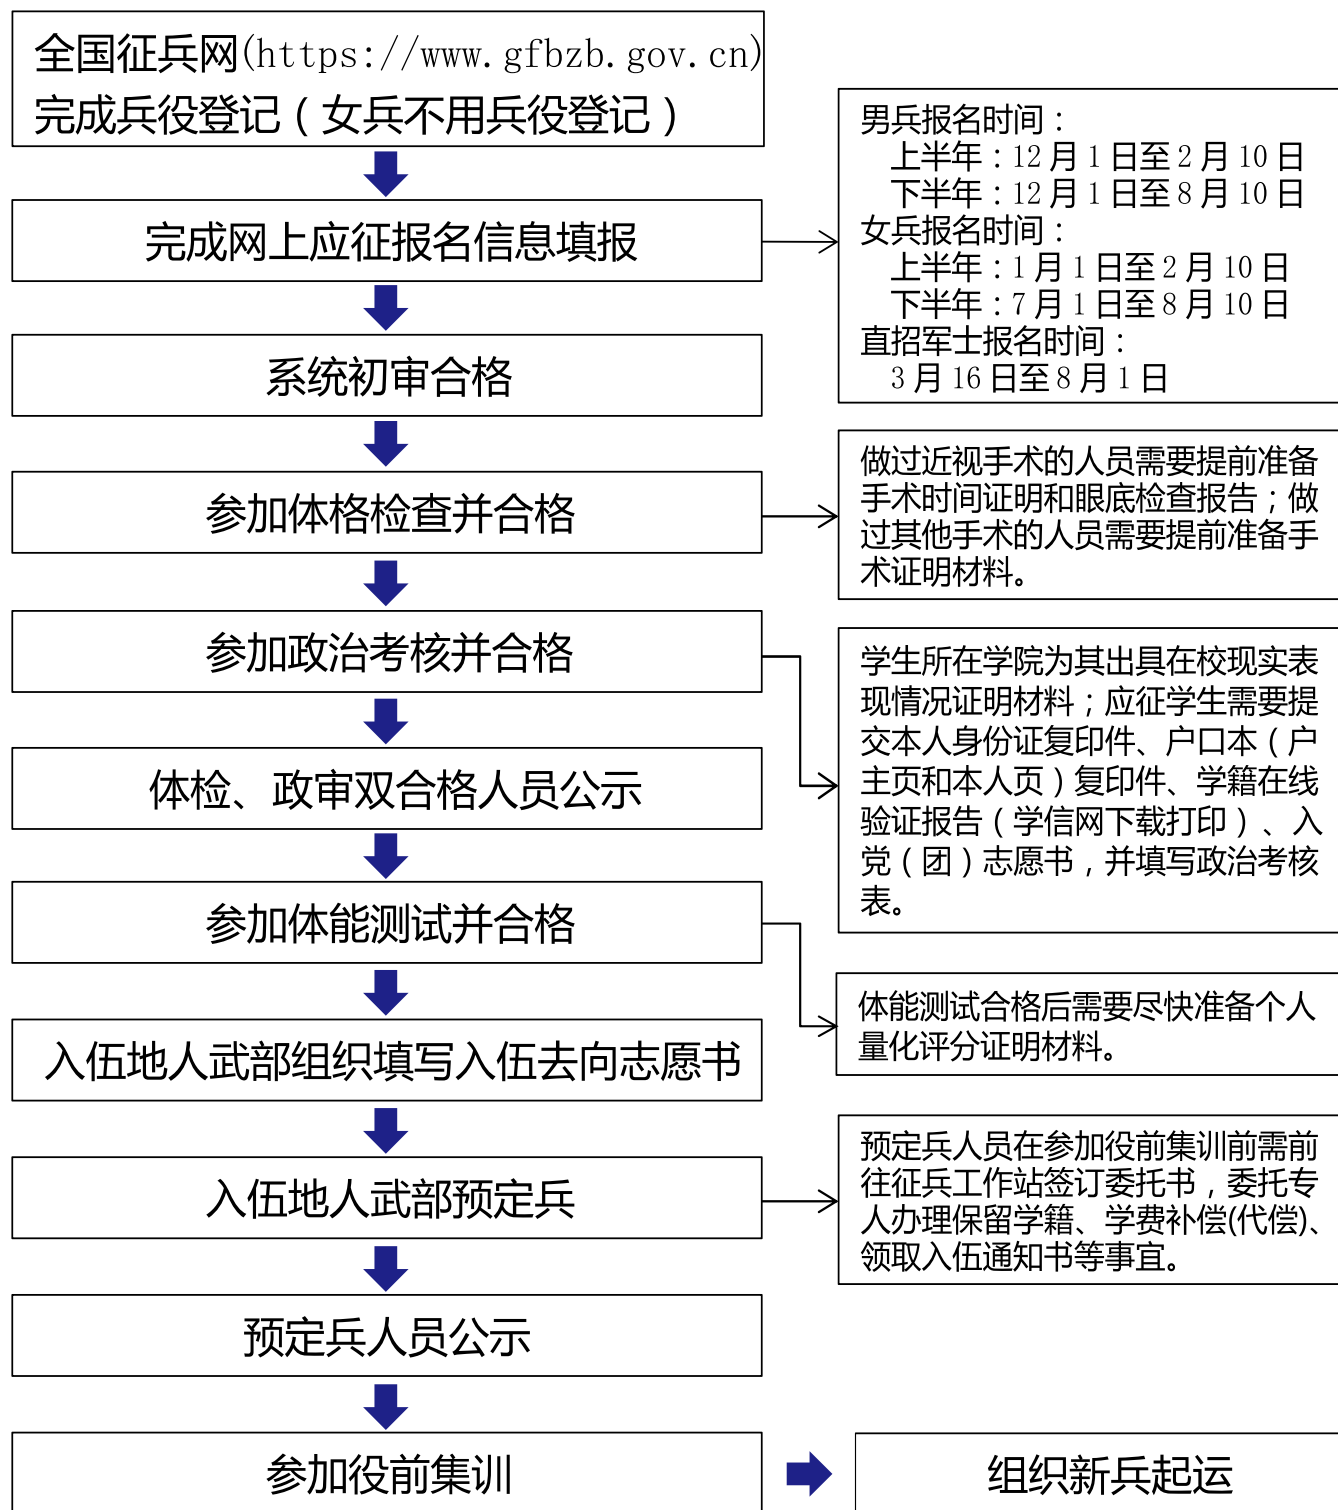 全国征兵网(https://www.gfbzb.gov.cn)
完成兵役登记（女兵不用兵役登记）
完成网上应征报名信息填报
男兵报名时间：
上半年：12月1日至2月10日
下半年：12月1日至8月10日
女兵报名时间：
上半年：1月1日至2月10日
下半年：7月1日至8月10日
直招军士报名时间：
3月16日至8月1日
系统初审合格
参加体格检查并合格
做过近视手术的人员需要提前准备
手术时间证明和眼底检查报告；做
过其他手术的人员需要提前准备手
术证明材料。
参加政治考核并合格
学生所在学院为其出具在校现实表
现情况证明材料；应征学生需要提
交本人身份证复印件、户口本（户
主页和本人页）复印件、学籍在线
验证报告（学信网下载打印）、入
党（团）志愿书，并填写政治考核
表。
体检、政审双合格人员公示
参加体能测试并合格
体能测试合格后需要尽快准备个人
量化评分证明材料。
入伍地人武部组织填写入伍去向志愿书
入伍地人武部预定兵
预定兵人员在参加役前集训前需前
往征兵工作站签订委托书，委托专
人办理保留学籍、学费补偿(代偿)、
领取入伍通知书等事宜。
预定兵人员公示
参加役前集训
组织新兵起运